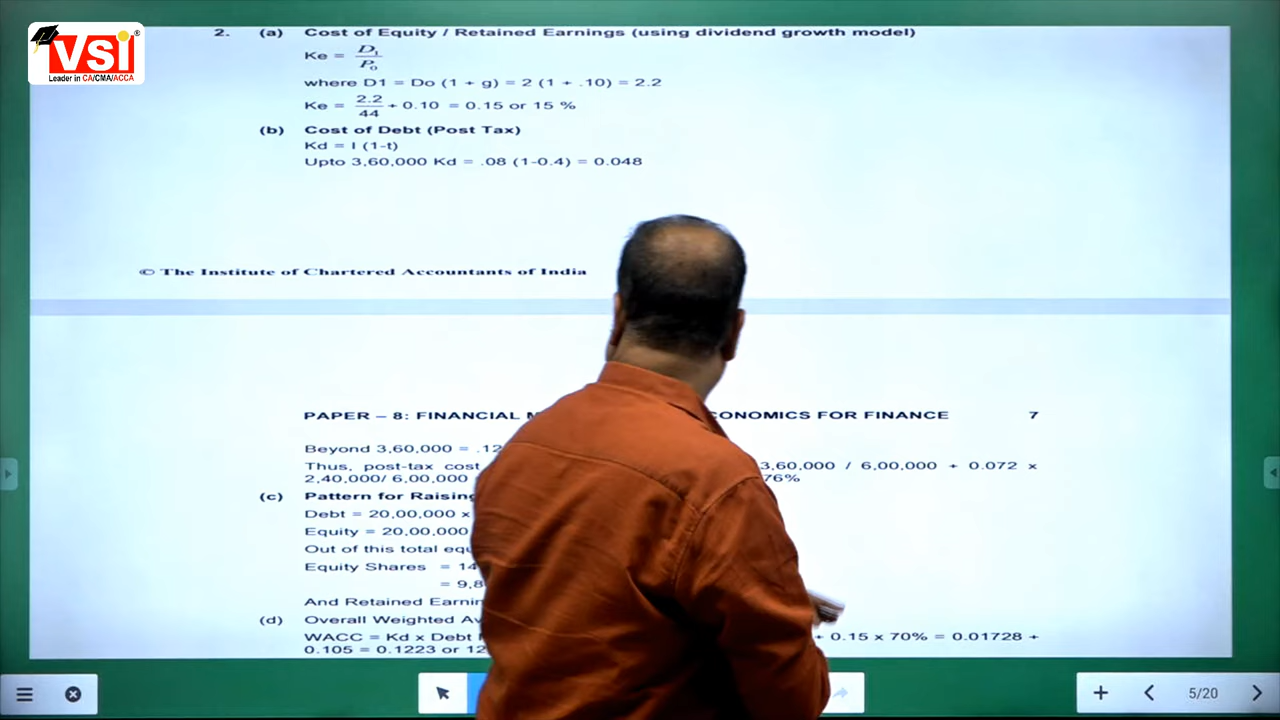 VSI
®
Leader in CA/CMA/ACCA
2. (a) Cost of Equity / Retained Earnings (using dividend growth model)
Ke = D1/P0
where D1 = Do (1 + g) = 2 (1 + .10) = 2.2
Ke = 2.2/44 + 0.10 = 0.15 or 15 %
(b) Cost of Debt (Post Tax)
Kd = I (1-t)
Upto 3,60,000 Kd = .08 (1-0.4) = 0.048
© The Institute of Chartered Accountants of India
PAPER – 8: FINANCIAL ONOMICS FOR FINANCE 7
Beyond 3,60,000 = .12
Thus, post-tax cost 3,60,000 / 6,00,000 + 0.072 x
2,40,000/ 6,00,000 76%
(c) Pattern for Raising
Debt = 20,00,000 x
Equity = 20,00,000
Out of this total equ
Equity Shares = 14
= 9,8
And Retained Earnin
(d) Overall Weighted Av
WACC = Kd x Debt + 0.15 x 70% = 0.01728 +
0.105 = 0.1223 or 12
5/20